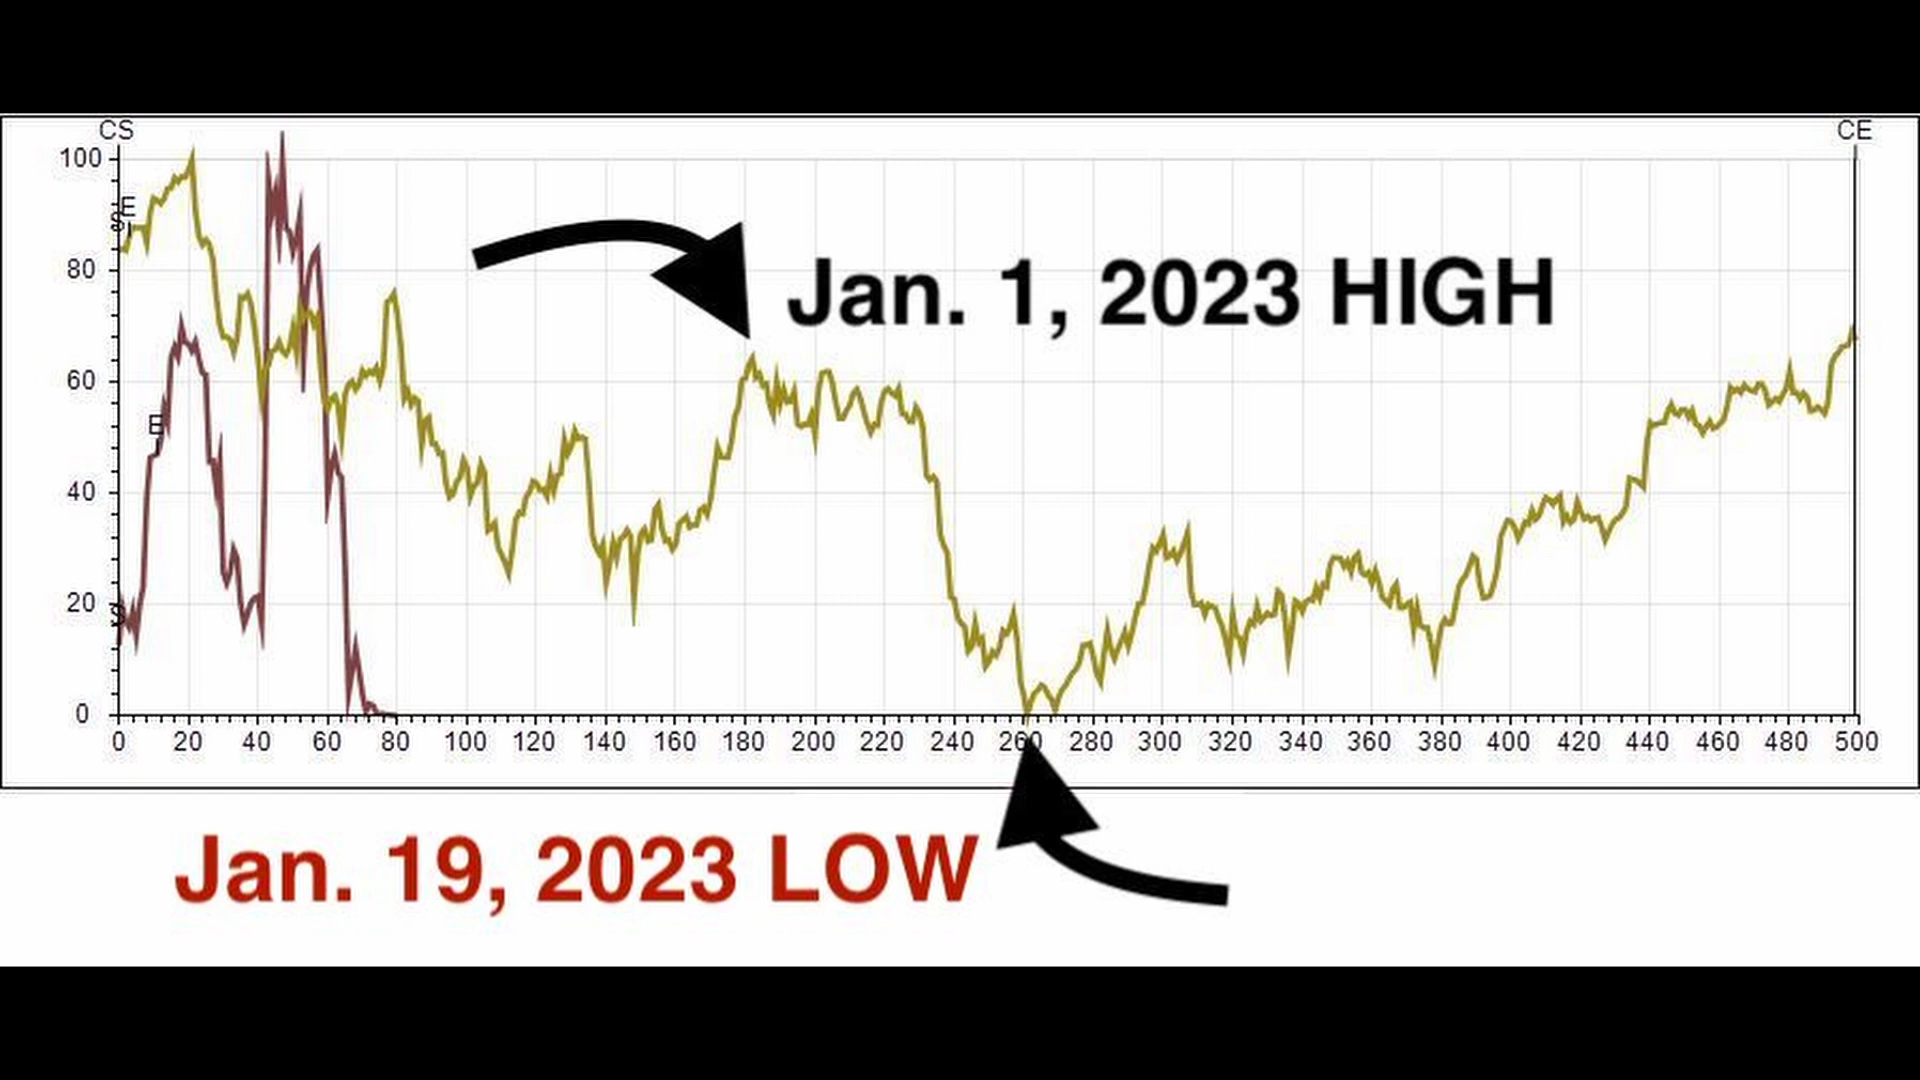 CS
CE
100
E
S
80
Jan. 1, 2023 HIGH
60
E
40
20
S
0
0 20 40 60 80 100 120 140 160 180 200 220 240 260 280 300 320 340 360 380 400 420 440 460 480 500
Jan. 19, 2023 LOW